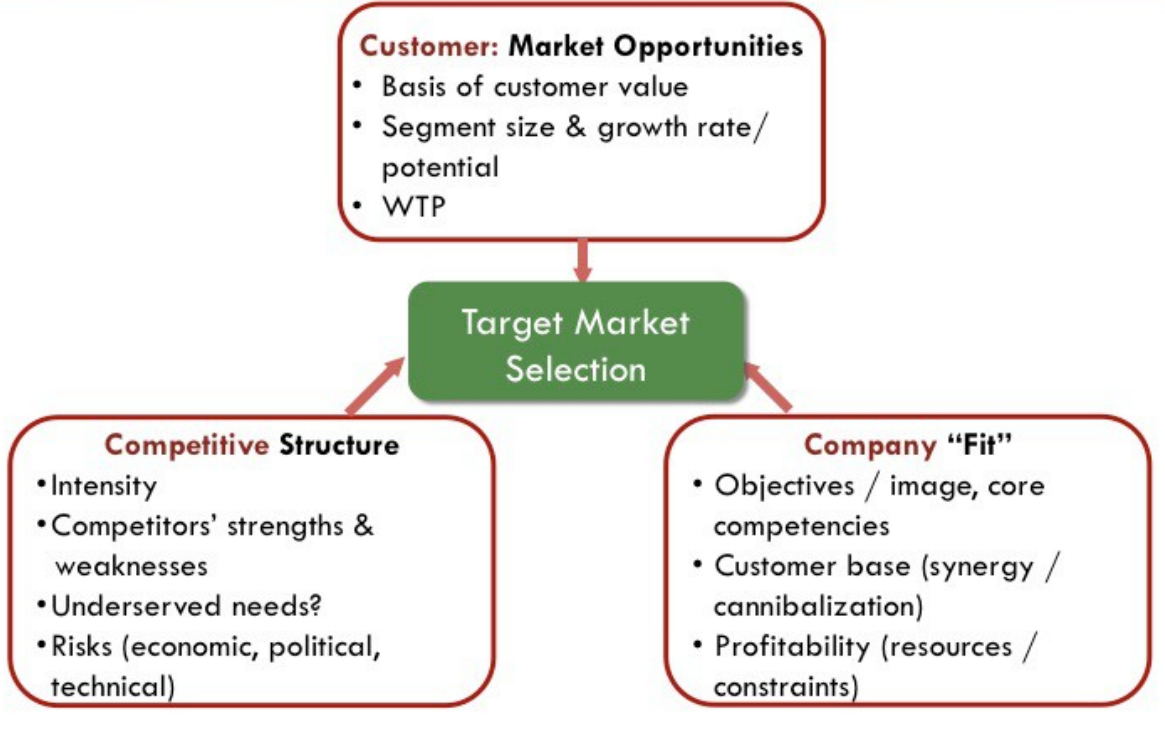 Customer: Market Opportunities
• Basis of customer value
• Segment size & growth rate/
potential
• WTP
Target Market
Selection
Competitive Structure
•Intensity
•Competitors’ strengths &
weaknesses
•Underserved needs?
•Risks (economic, political,
technical)
Company “Fit”
• Objectives / image, core
competencies
• Customer base (synergy /
cannibalization)
• Profitability (resources /
constraints)